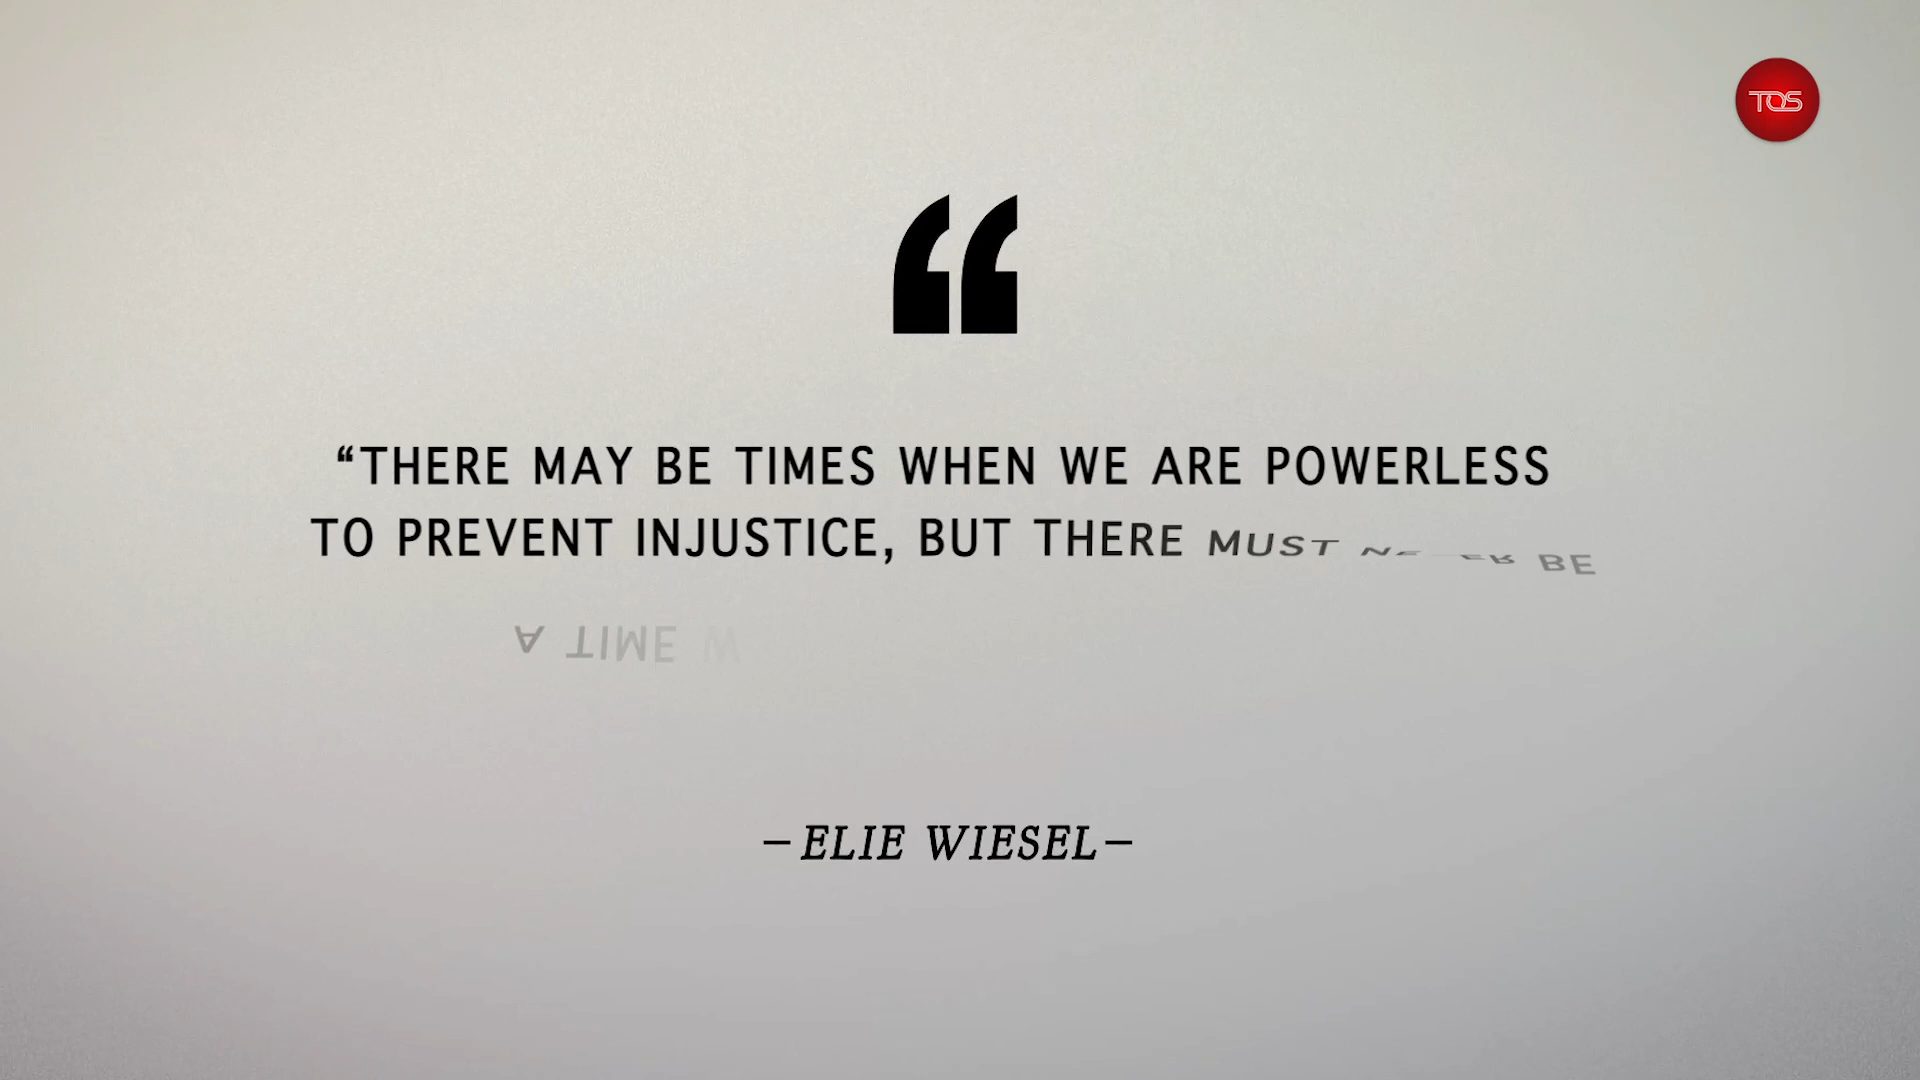 TQS
“THERE MAY BE TIMES WHEN WE ARE POWERLESS
TO PREVENT INJUSTICE, BUT THERE MUST BE
A TIME
–ELIE WIESEL–